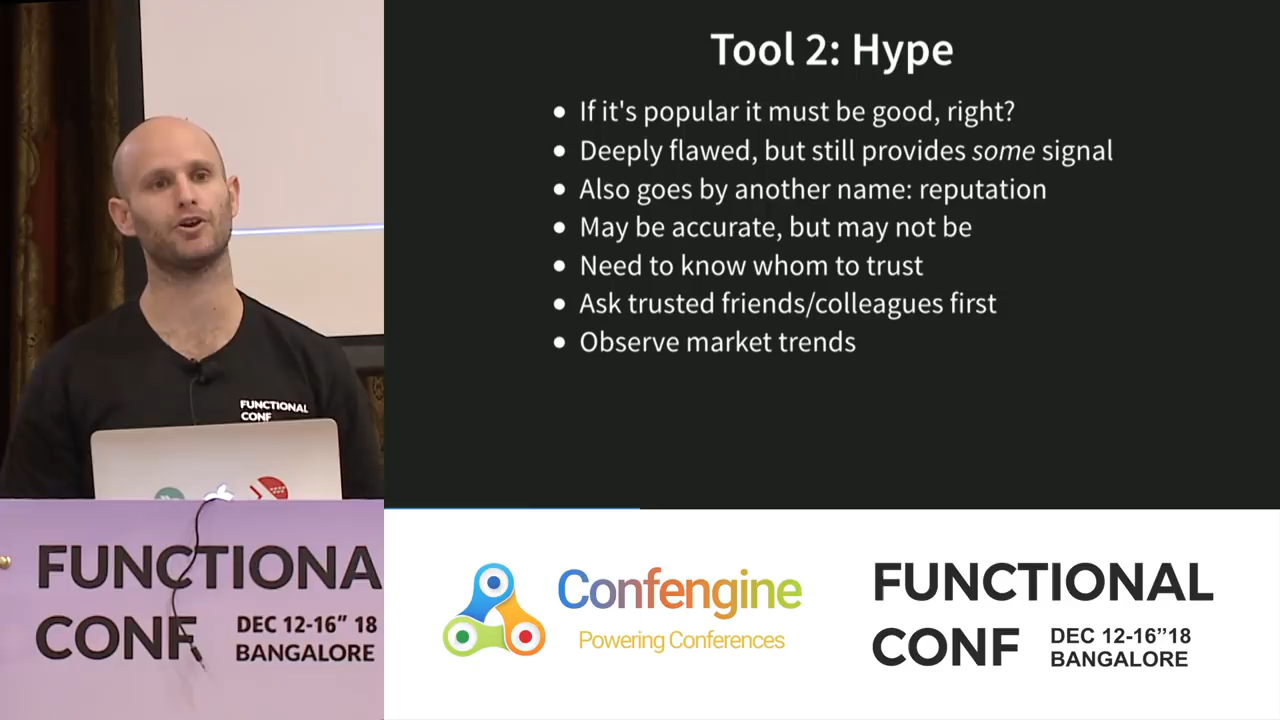 Tool 2: Hype
If it's popular it must be good, right?
Deeply flawed, but still provides some signal
Also goes by another name: reputation
May be accurate, but may not be
Need to know whom to trust
Ask trusted friends/colleagues first
Observe market trends
FUNCTIONAL
CONF
FUNCTIONA
CONF
DEC 12-16" 18
BANGALORE
Confengine
Powering Conferences
FUNCTIONAL
CONF
DEC 12-16"18
BANGALORE